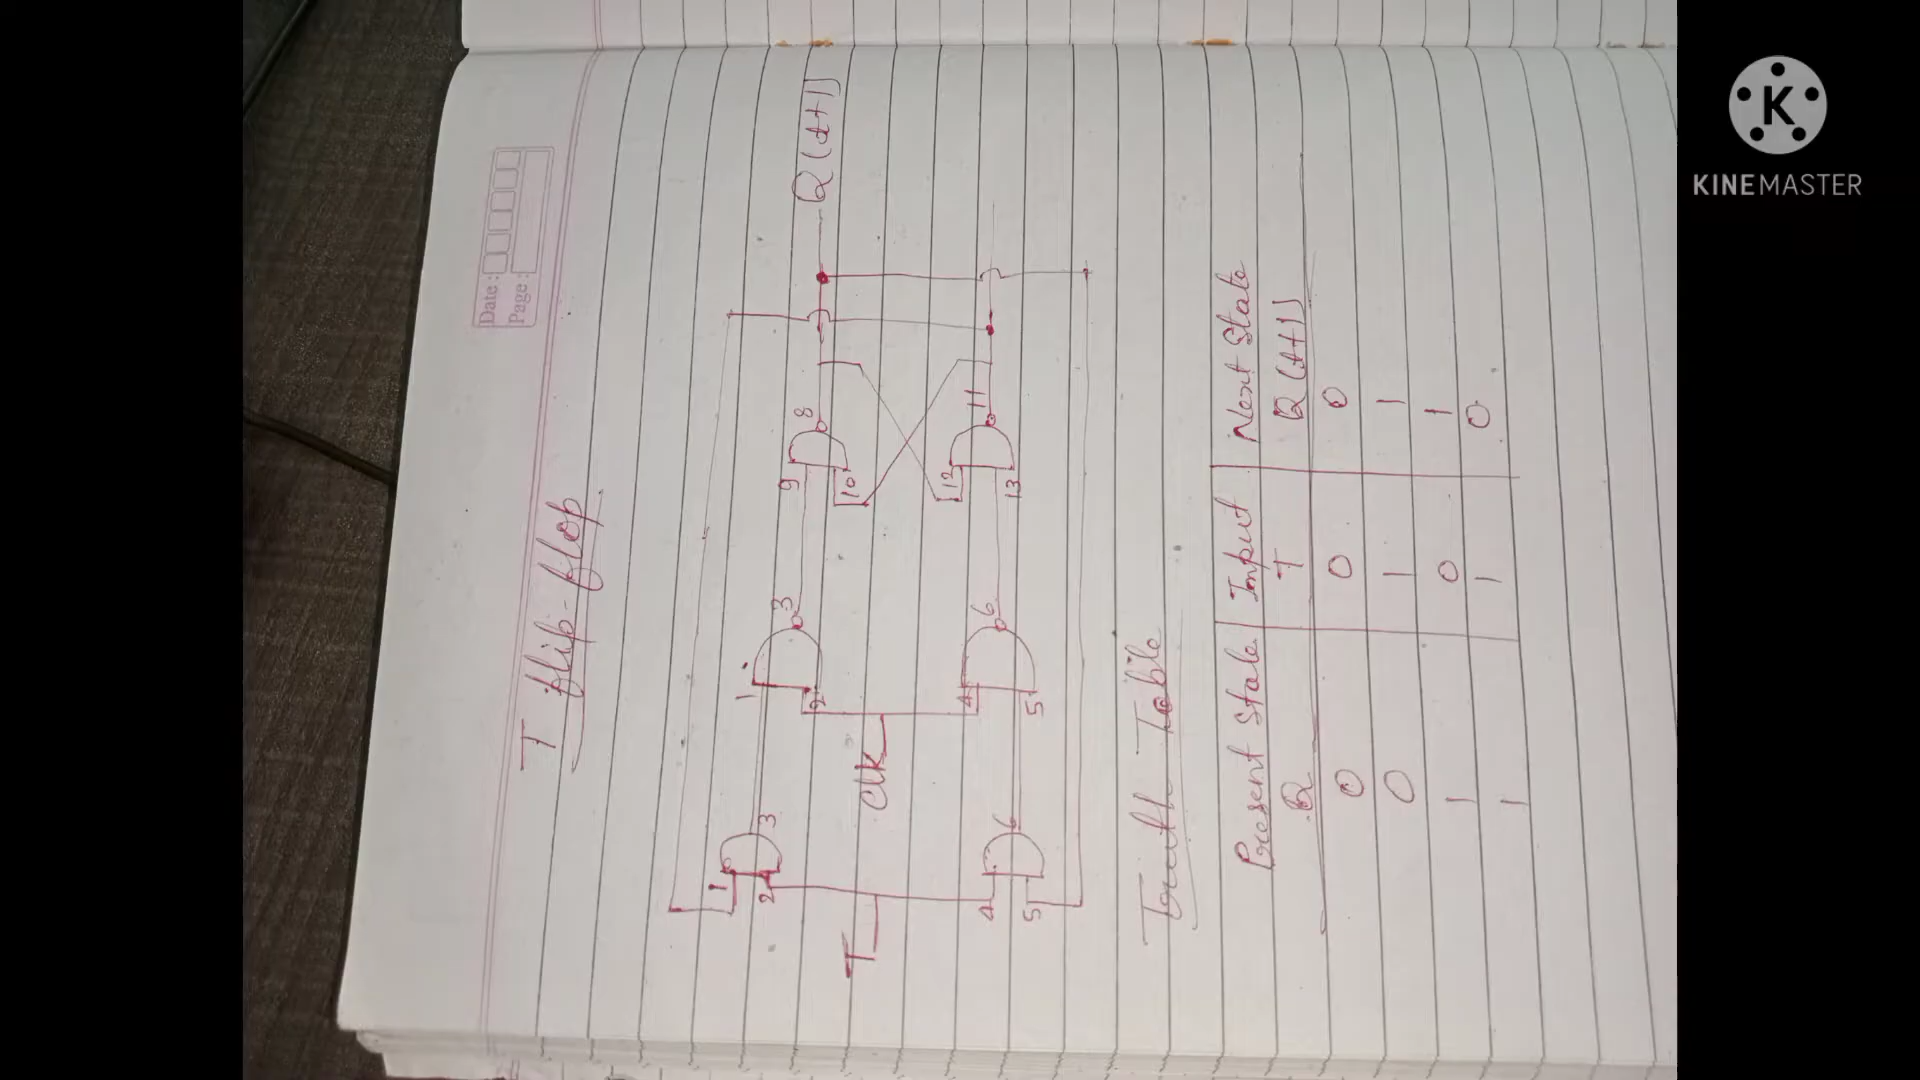 Date :
Page :
T flip-flop
1
3
1
3
9
8
Q(t+1)
2
2
10
T
Clk
4
4
12
11
5
6
5
6
13
Truth Table
Present State Input Next State
Q T Q(t+1)
0 0 0
0 1 1
1 0 1
1 1 0
K
KINEMASTER